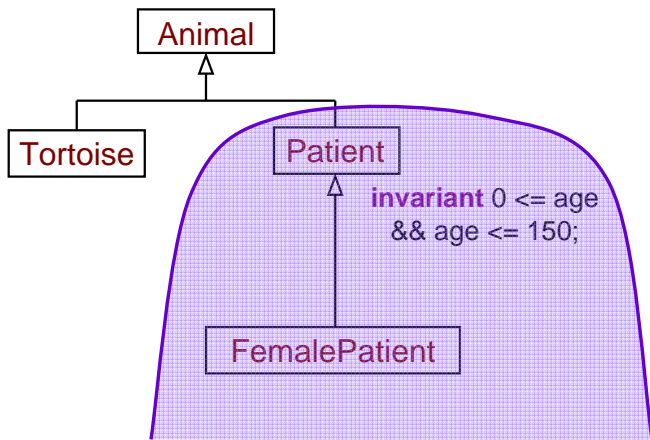 Animal
Tortoise
Patient
invariant 0 <= age
&& age <= 150;
FemalePatient